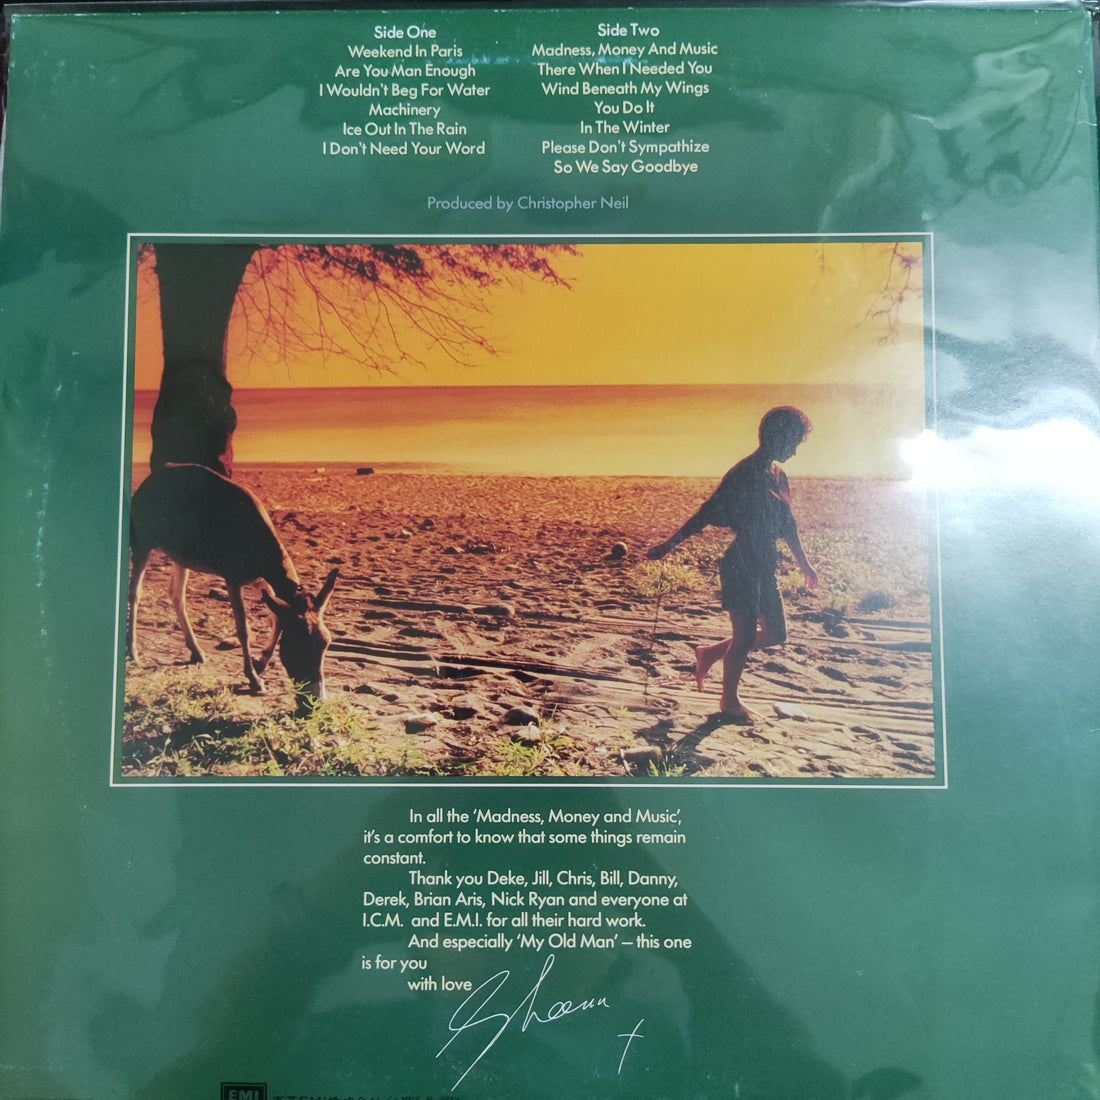 Side One
Weekend In Paris
Are You Man Enough
I Wouldn't Beg For Water
Machinery
Ice Out In The Rain
I Don't Need Your Word
Side Two
Madness, Money And Music
There When I Needed You
Wind Beneath My Wings
You Do It
In The Winter
Please Don't Sympathize
So We Say Goodbye
Produced by Christopher Neil
In all the 'Madness, Money and Music',
it's a comfort to know that some things remain
constant.
Thank you Deke, Jill, Chris, Bill, Danny,
Derek, Brian Aris, Nick Ryan and everyone at
I.C.M. and E.M.I. for all their hard work.
And especially 'My Old Man' — this one
is for you
with love
Sheena
EMI